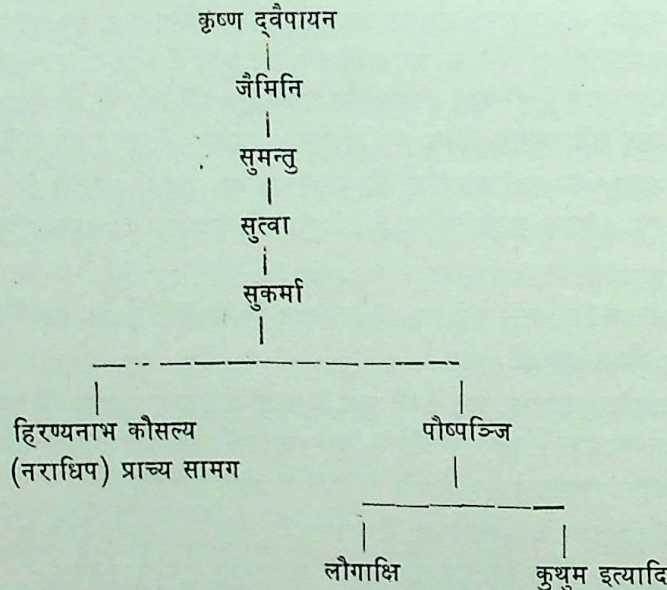 कृष्ण द्वैपायन
जैमिनि
सुमन्तु
सुत्वा
सुकर्मा
हिरण्यनाभ कौसल्य
पौष्पञ्जि
(नराधिप) प्राच्य सामग
लौगाक्षि
कुथुम इत्यादि